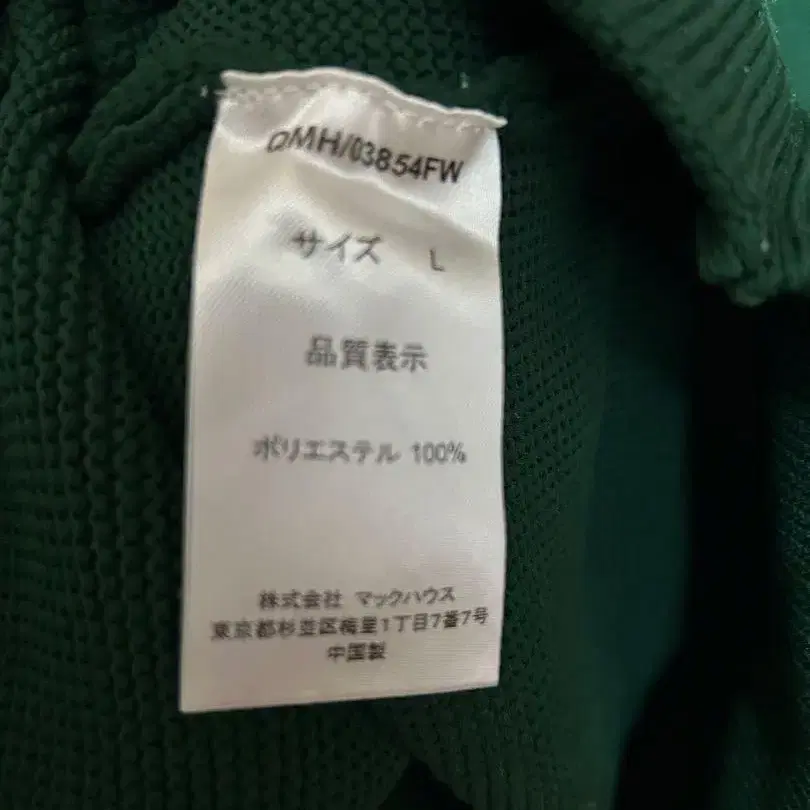 QMH/03854FW
サイズ L
品質表示
ポリエステル 100%
株式会社 マックハウス
東京都杉並区梅里1丁目7番7号
中国製